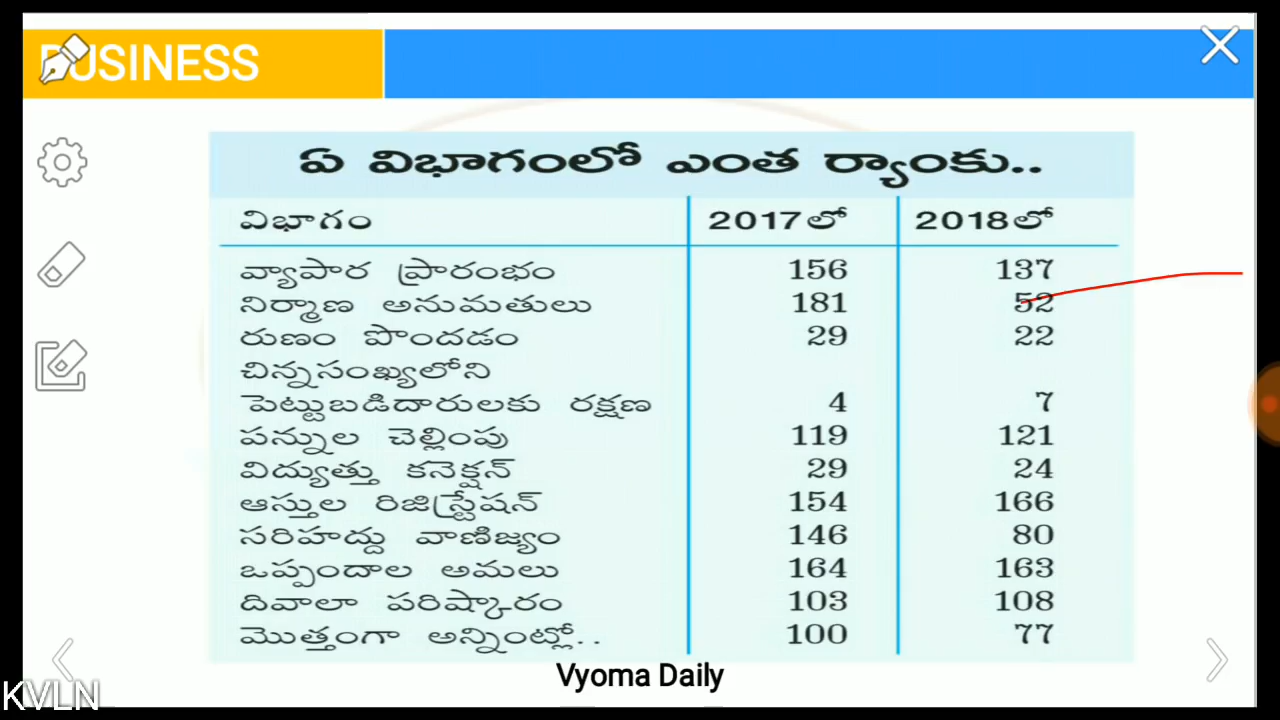 BUSINESS
ఏ విభాగంలో ఎంత ర్యాంకు..
విభాగం 2017లో 2018లో
వ్యాపార ప్రారంభం 156 137
నిర్మాణ అనుమతులు 181 52
రుణం పొందడం 29 22
చిన్నసంఖ్యలోని
పెట్టుబడిదారులకు రక్షణ 4 7
పన్నుల చెల్లింపు 119 121
విద్యుత్తు కనెక్షన్ 29 24
ఆస్తుల రిజిస్ట్రేషన్ 154 166
సరిహద్దు వాణిజ్యం 146 80
ఒప్పందాల అమలు 164 163
దివాలా పరిష్కారం 103 108
మొత్తంగా అన్నింట్లో.. 100 77
Vyoma Daily
KVLN